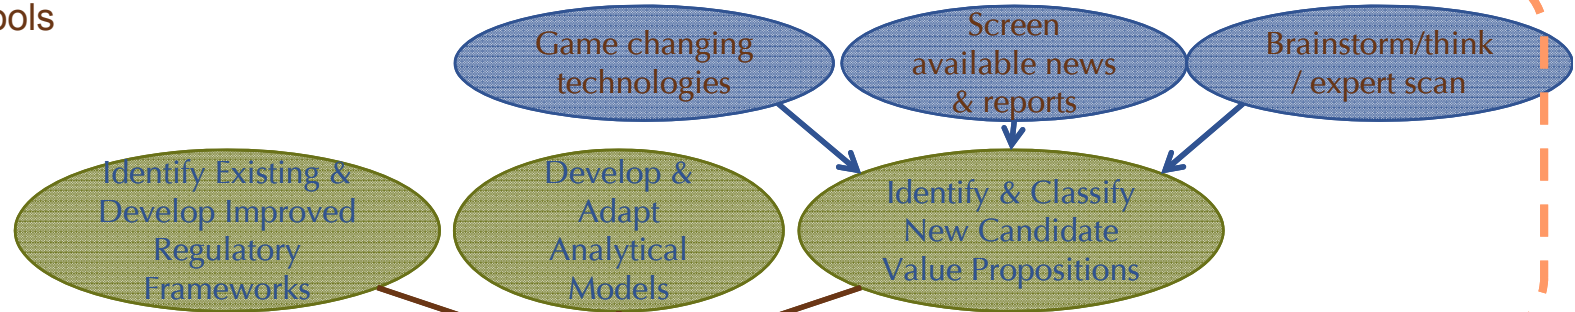 ools
Game changing
technologies
Screen
available news
& reports
Brainstorm/think
/ expert scan
Identify Existing &
Develop Improved
Regulatory
Frameworks
Develop &
Adapt
Analytical
Models
Identify & Classify
New Candidate
Value Propositions